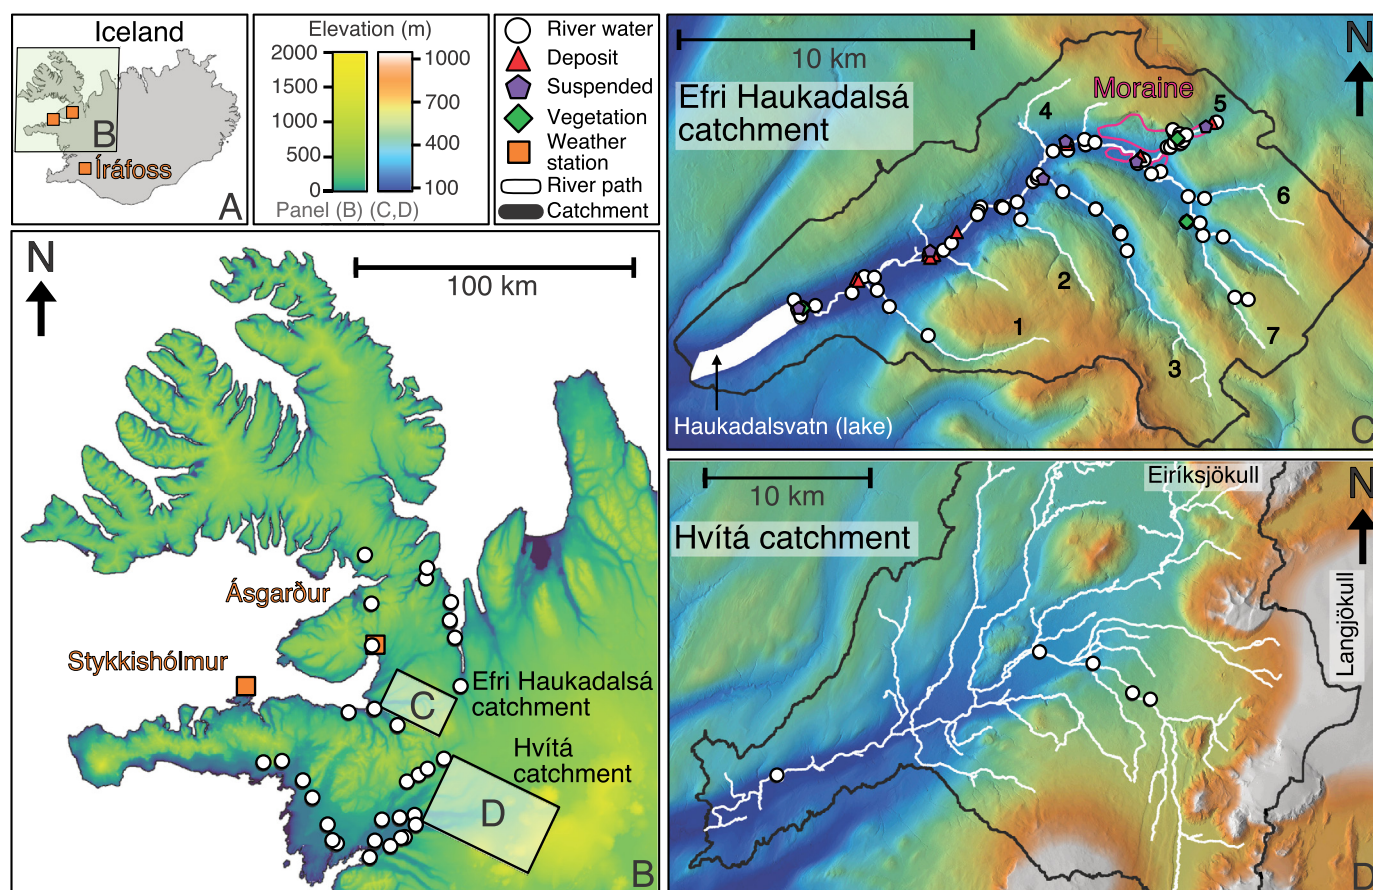 Iceland
B
Íráfoss
A
Elevation (m)
2000
1500
1000
500
0
1000
700
400
100
Panel (B) (C,D)
River water
Deposit
Suspended
Vegetation
Weather
station
River path
Catchment
N
100 km
Ásgarður
Stykkishólmur
C
Efri Haukadalsá
catchment
Hvítá
catchment
D
B
10 km
N
Efri Haukadalsá
catchment
Moraine
4
5
6
2
1
7
3
Haukadalsvatn (lake)
C
10 km
Eiríksjökull
N
Hvítá catchment
Langjökull
D